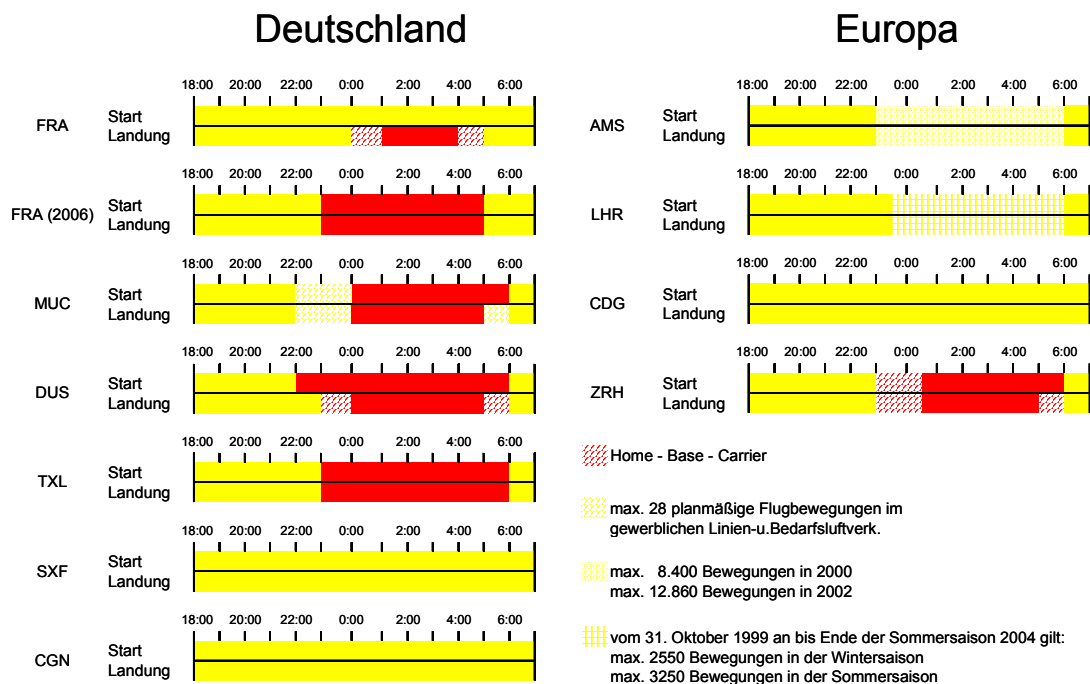 Deutschland
18:00 20:00 22:00 0:00 2:00 4:00 6:00
FRA
Start
Landung
18:00 20:00 22:00 0:00 2:00 4:00 6:00
FRA (2006)
Start
Landung
18:00 20:00 22:00 0:00 2:00 4:00 6:00
MUC
Start
Landung
18:00 20:00 22:00 0:00 2:00 4:00 6:00
DUS
Start
Landung
18:00 20:00 22:00 0:00 2:00 4:00 6:00
TXL
Start
Landung
18:00 20:00 22:00 0:00 2:00 4:00 6:00
SXF
Start
Landung
18:00 20:00 22:00 0:00 2:00 4:00 6:00
CGN
Start
Landung
Europa
18:00 20:00 22:00 0:00 2:00 4:00 6:00
AMS
Start
Landung
18:00 20:00 22:00 0:00 2:00 4:00 6:00
LHR
Start
Landung
18:00 20:00 22:00 0:00 2:00 4:00 6:00
CDG
Start
Landung
18:00 20:00 22:00 0:00 2:00 4:00 6:00
ZRH
Start
Landung
Home - Base - Carrier
max. 28 planmäßige Flugbewegungen im
gewerblichen Linien-u.Bedarfsluftverk.
max. 8.400 Bewegungen in 2000
max. 12.860 Bewegungen in 2002
vom 31. Oktober 1999 an bis Ende der Sommersaison 2004 gilt:
max. 2550 Bewegungen in der Wintersaison
max. 3250 Bewegungen in der Sommersaison